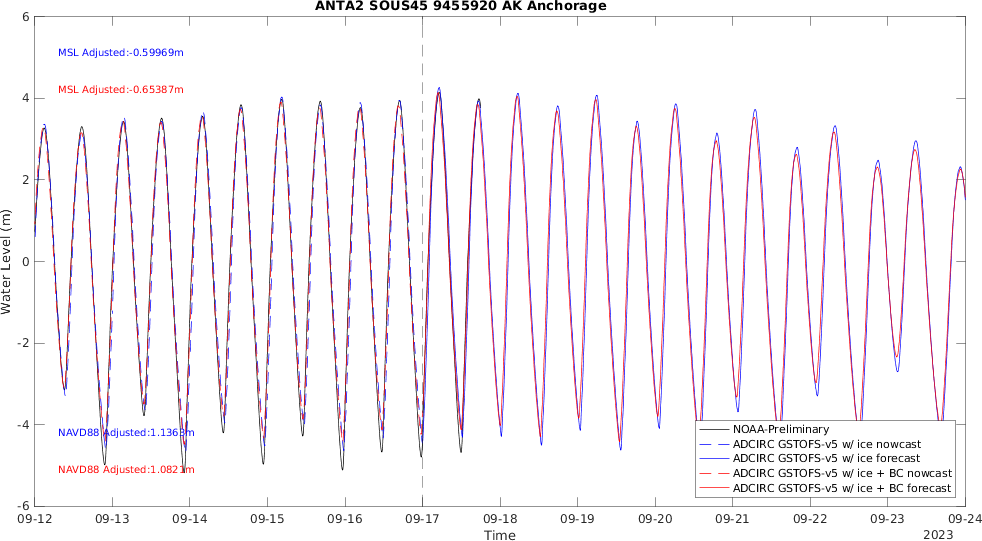 ANTA2 SOUS45 9455920 AK Anchorage
6
4
2
0
-2
-4
-6
Water Level (m)
MSL Adjusted:-0.59969m
MSL Adjusted:-0.65387m
NAVD88 Adjusted:1.1363m
NAVD88 Adjusted:1.0821m
NOAA-Preliminary
ADCIRC GSTOFS-v5 w/ ice nowcast
ADCIRC GSTOFS-v5 w/ ice forecast
ADCIRC GSTOFS-v5 w/ ice + BC nowcast
ADCIRC GSTOFS-v5 w/ ice + BC forecast
09-12 09-13 09-14 09-15 09-16 09-17 09-18 09-19 09-20 09-21 09-22 09-23 09-24
Time
2023